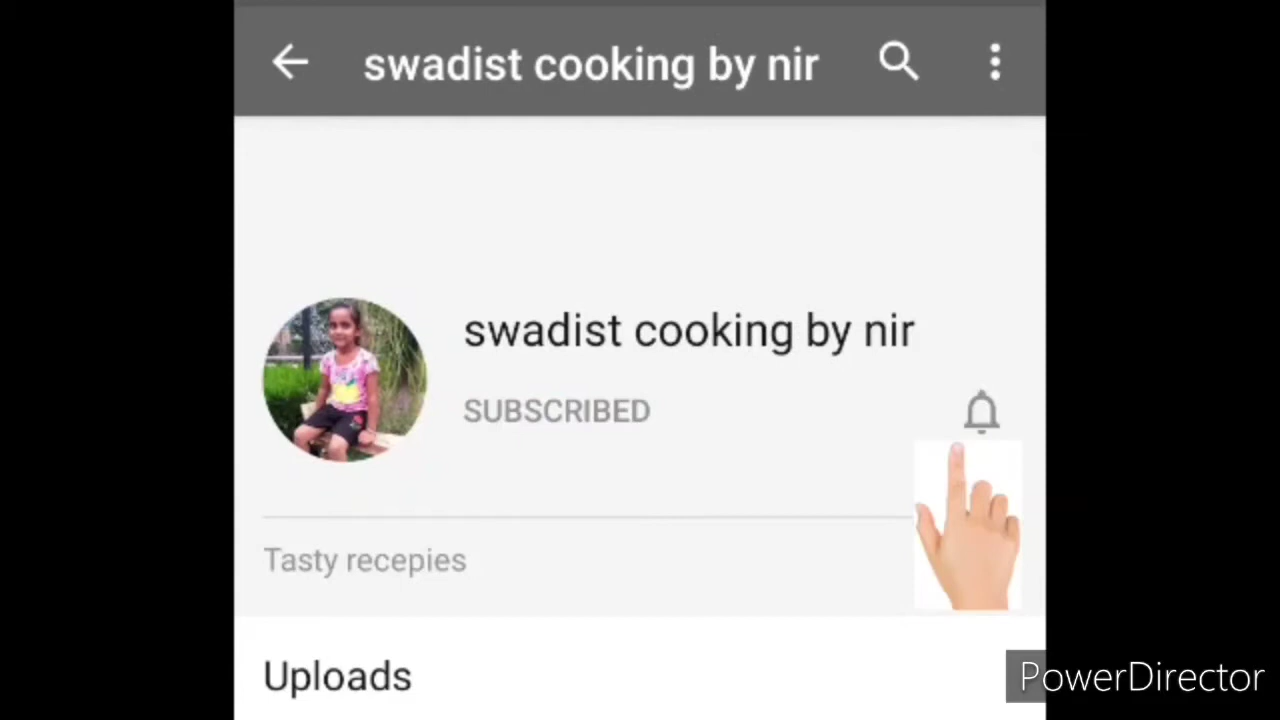 swadist cooking by nir
swadist cooking by nir
SUBSCRIBED
Tasty recepies
Uploads
PowerDirector